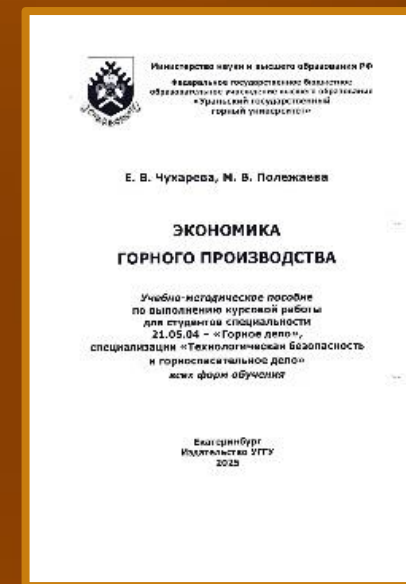 Министерство науки и высшего образования РФ
Федеральное государственное бюджетное
образовательное учреждение высшего образования
«Уральский государственный
горный университет»
Е. В. Чухарева, М. В. Полежаева
ЭКОНОМИКА
ГОРНОГО ПРОИЗВОДСТВА
Учебно-методическое пособие
по выполнению курсовой работы
для студентов специальности
21.05.04 – «Горное дело»,
специализации «Технологическая безопасность
и горноспасательное дело»
всех форм обучения
Екатеринбург
Издательство УГГУ
2025